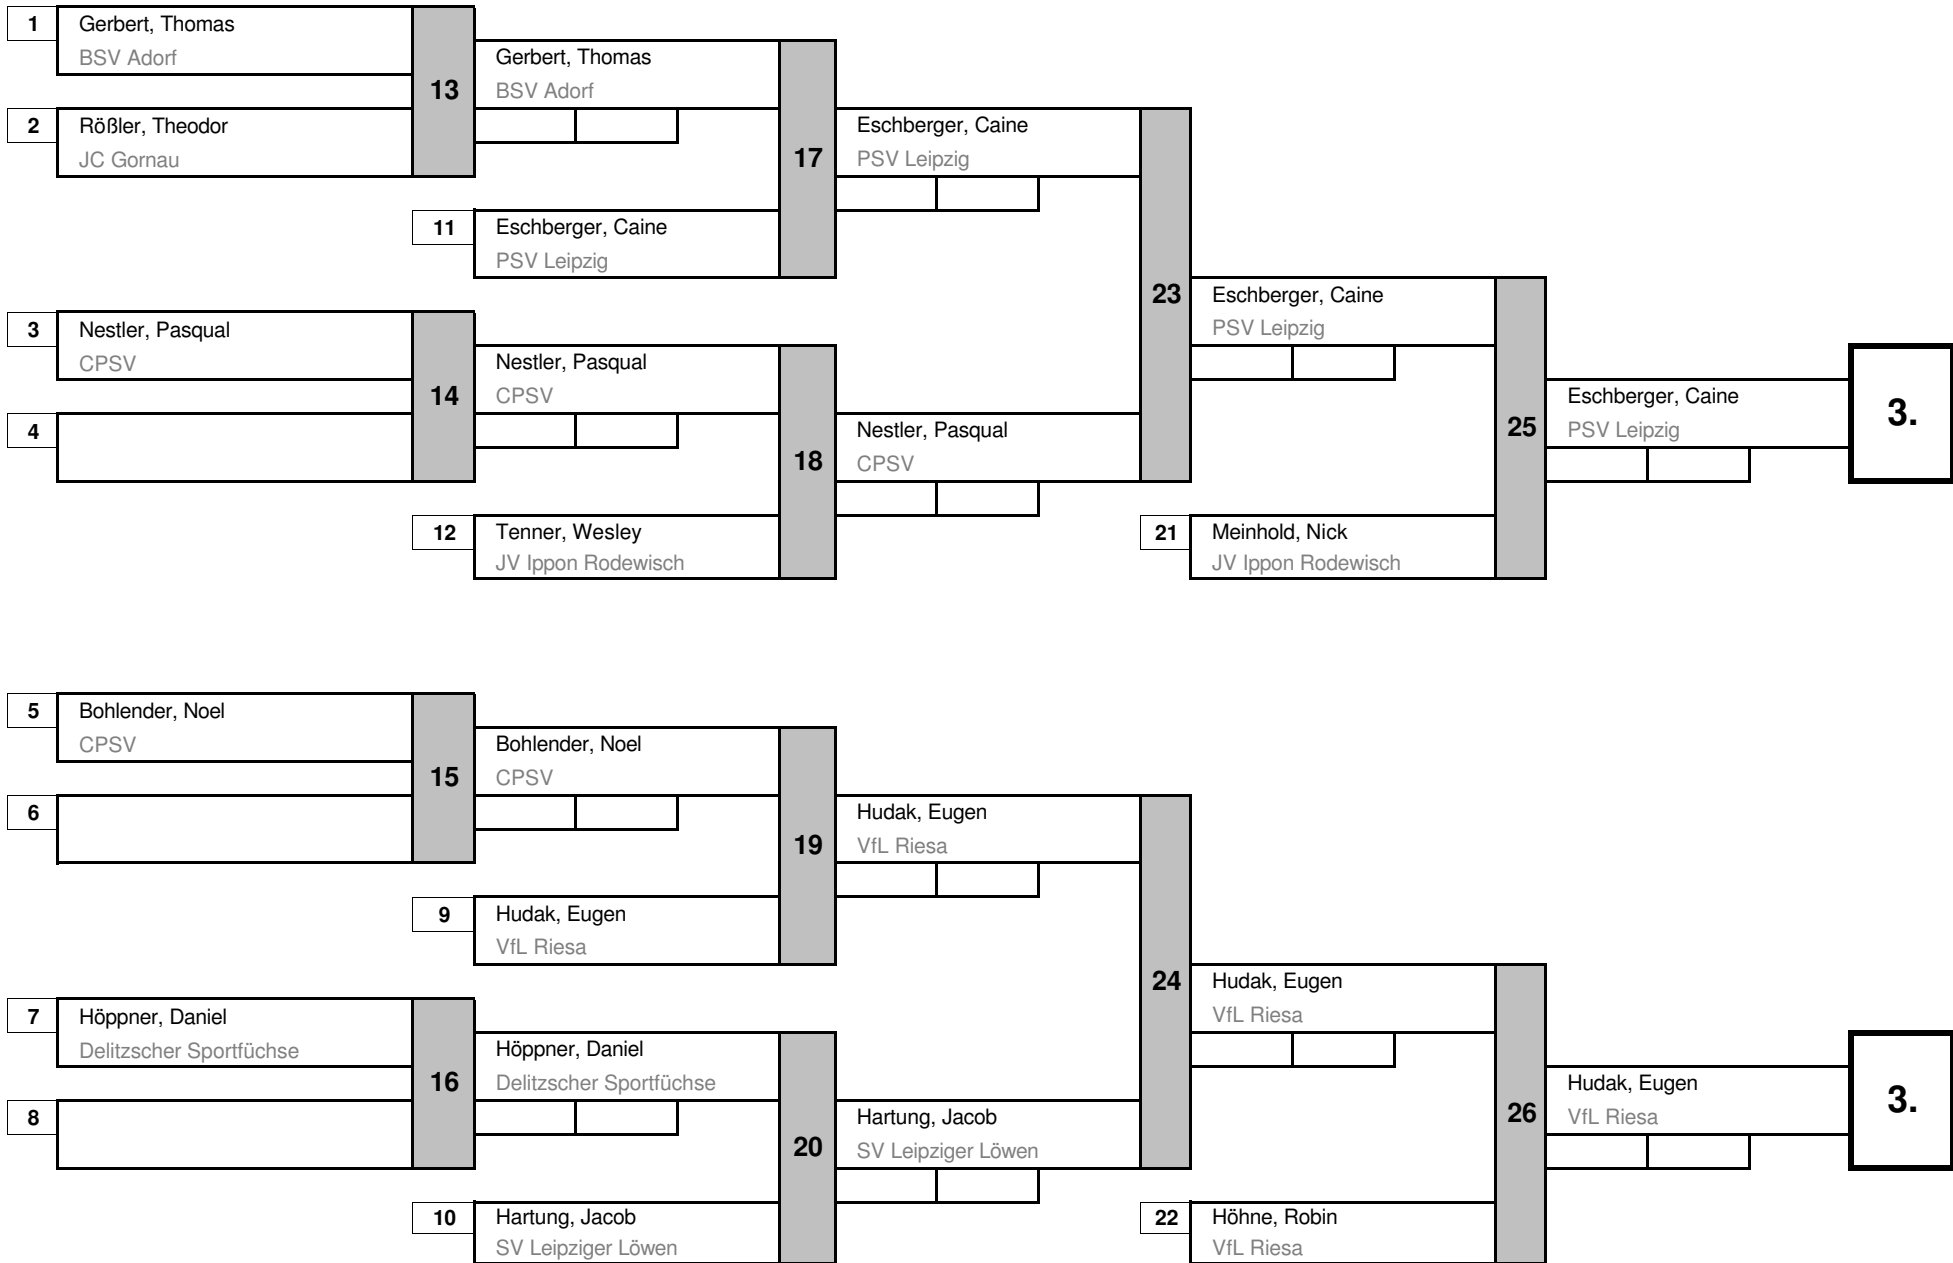 1
Gerbert, Thomas
BSV Adorf
13
Gerbert, Thomas
BSV Adorf
2
Rößler, Theodor
JC Gornau
17
Eschberger, Caine
PSV Leipzig
11
Eschberger, Caine
PSV Leipzig
23
Eschberger, Caine
PSV Leipzig
3
Nestler, Pasqual
CPSV
14
Nestler, Pasqual
CPSV
4
18
Nestler, Pasqual
CPSV
12
Tenner, Wesley
JV Ippon Rodewisch
21
Meinhold, Nick
JV Ippon Rodewisch
25
Eschberger, Caine
PSV Leipzig
3.
5
Bohlender, Noel
CPSV
15
Bohlender, Noel
CPSV
6
19
Hudak, Eugen
VfL Riesa
9
Hudak, Eugen
VfL Riesa
24
Hudak, Eugen
VfL Riesa
7
Höppner, Daniel
Delitzscher Sportfüchse
16
Höppner, Daniel
Delitzscher Sportfüchse
8
20
Hartung, Jacob
SV Leipziger Löwen
10
Hartung, Jacob
SV Leipziger Löwen
22
Höhne, Robin
VfL Riesa
26
Hudak, Eugen
VfL Riesa
3.